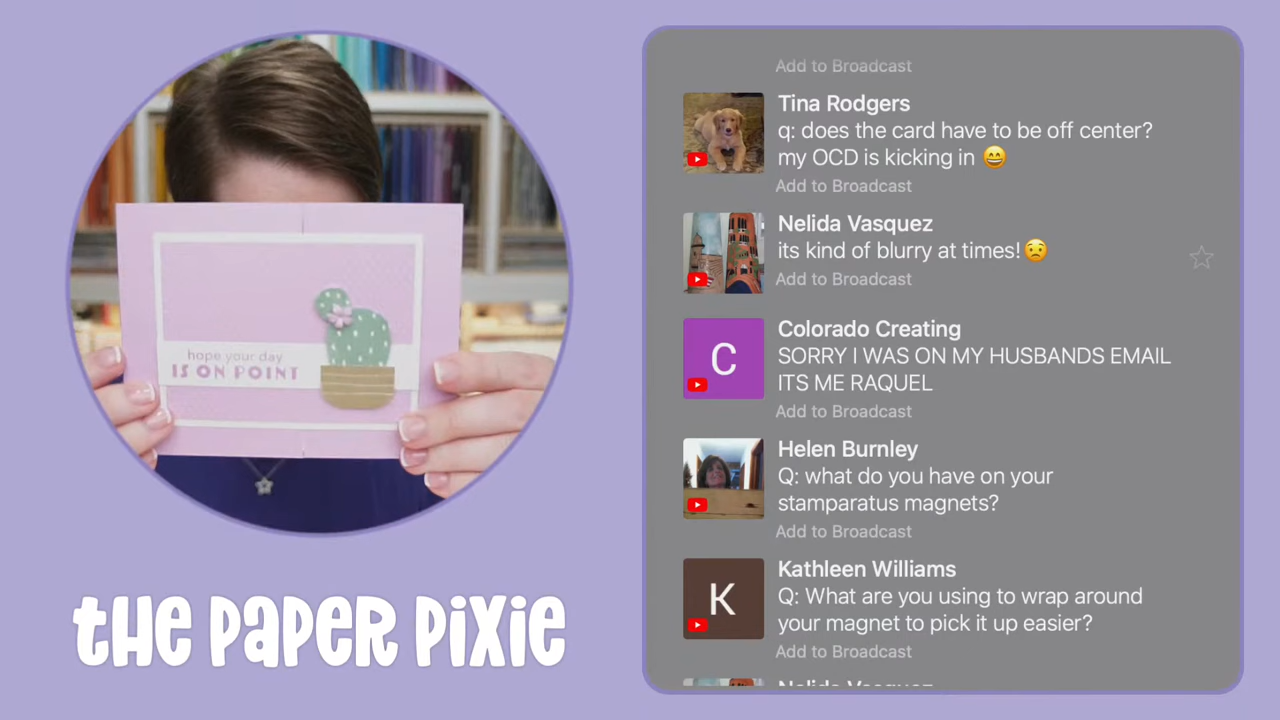 hope your day
IS ON POINT
the paper pixie
Add to Broadcast
Tina Rodgers
q: does the card have to be off center?
my OCD is kicking in 😄
Add to Broadcast
Nelida Vasquez
its kind of blurry at times!😟
Add to Broadcast
C
Colorado Creating
SORRY I WAS ON MY HUSBANDS EMAIL
ITS ME RAQUEL
Add to Broadcast
Helen Burnley
Q: what do you have on your
stamparatus magnets?
Add to Broadcast
K
Kathleen Williams
Q: What are you using to wrap around
your magnet to pick it up easier?
Add to Broadcast
Nelida Vasquez